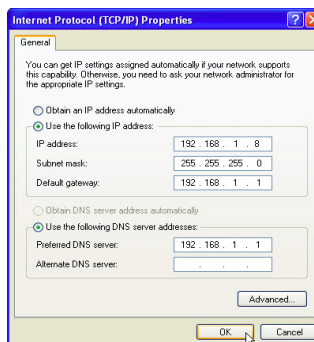 Internet Protocol (TCP/IP) Properties
General
You can get IP settings assigned automatically if your network supports
this capability. Otherwise, you need to ask your network administrator for
the appropriate IP settings.
Obtain an IP address automatically
Use the following IP address:
IP address: 192 . 168 . 1 . 8
Subnet mask: 255 . 255 . 255 . 0
Default gateway: 192 . 168 . 1 . 1
Obtain DNS server address automatically
Use the following DNS server addresses:
Preferred DNS server: 192 . 168 . 1 . 1
Alternate DNS server: . . .
Advanced...
OK Cancel